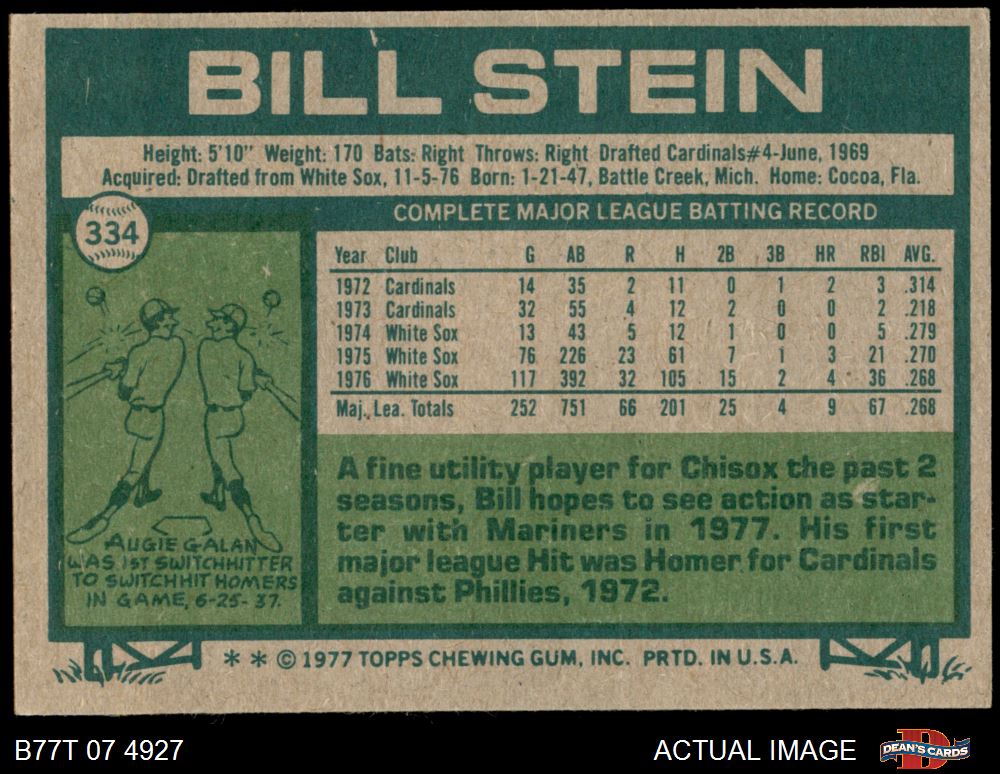 BILL STEIN
Height: 5'10" Weight: 170 Bats: Right Throws: Right Drafted Cardinals#4-June, 1969
Acquired: Drafted from White Sox, 11-5-76 Born: 1-21-47, Battle Creek, Mich. Home: Cocoa, Fla.
334
COMPLETE MAJOR LEAGUE BATTING RECORD
Year Club G AB R H 2B 3B HR RBI AVG.
1972 Cardinals 14 35 2 11 0 1 2 3 .314
1973 Cardinals 32 55 4 12 2 0 0 2 .218
1974 White Sox 13 43 5 12 1 0 0 5 .279
1975 White Sox 76 226 23 61 7 1 3 21 .270
1976 White Sox 117 392 32 105 15 2 4 36 .268
Maj. Lea. Totals 252 751 66 201 25 4 9 67 .268
AUGIE GALAN
WAS 1ST SWITCHHITTER
TO SWITCHHIT HOMERS
IN GAME, 6-25-37.
A fine utility player for Chisox the past 2
seasons, Bill hopes to see action as star-
ter with Mariners in 1977. His first
major league Hit was Homer for Cardinals
against Phillies, 1972.
* * © 1977 TOPPS CHEWING GUM, INC. PRTD. IN U.S.A.
B77T 07 4927
ACTUAL IMAGE
DEAN'S CARDS